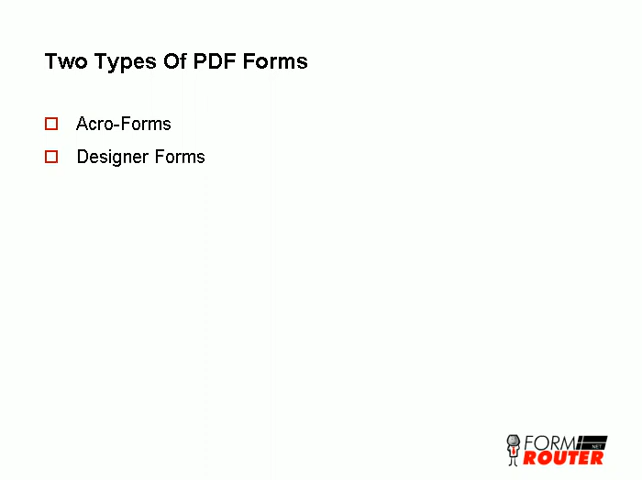 Two Types Of PDF Forms
Acro-Forms
Designer Forms
FORM
NET
ROUTER